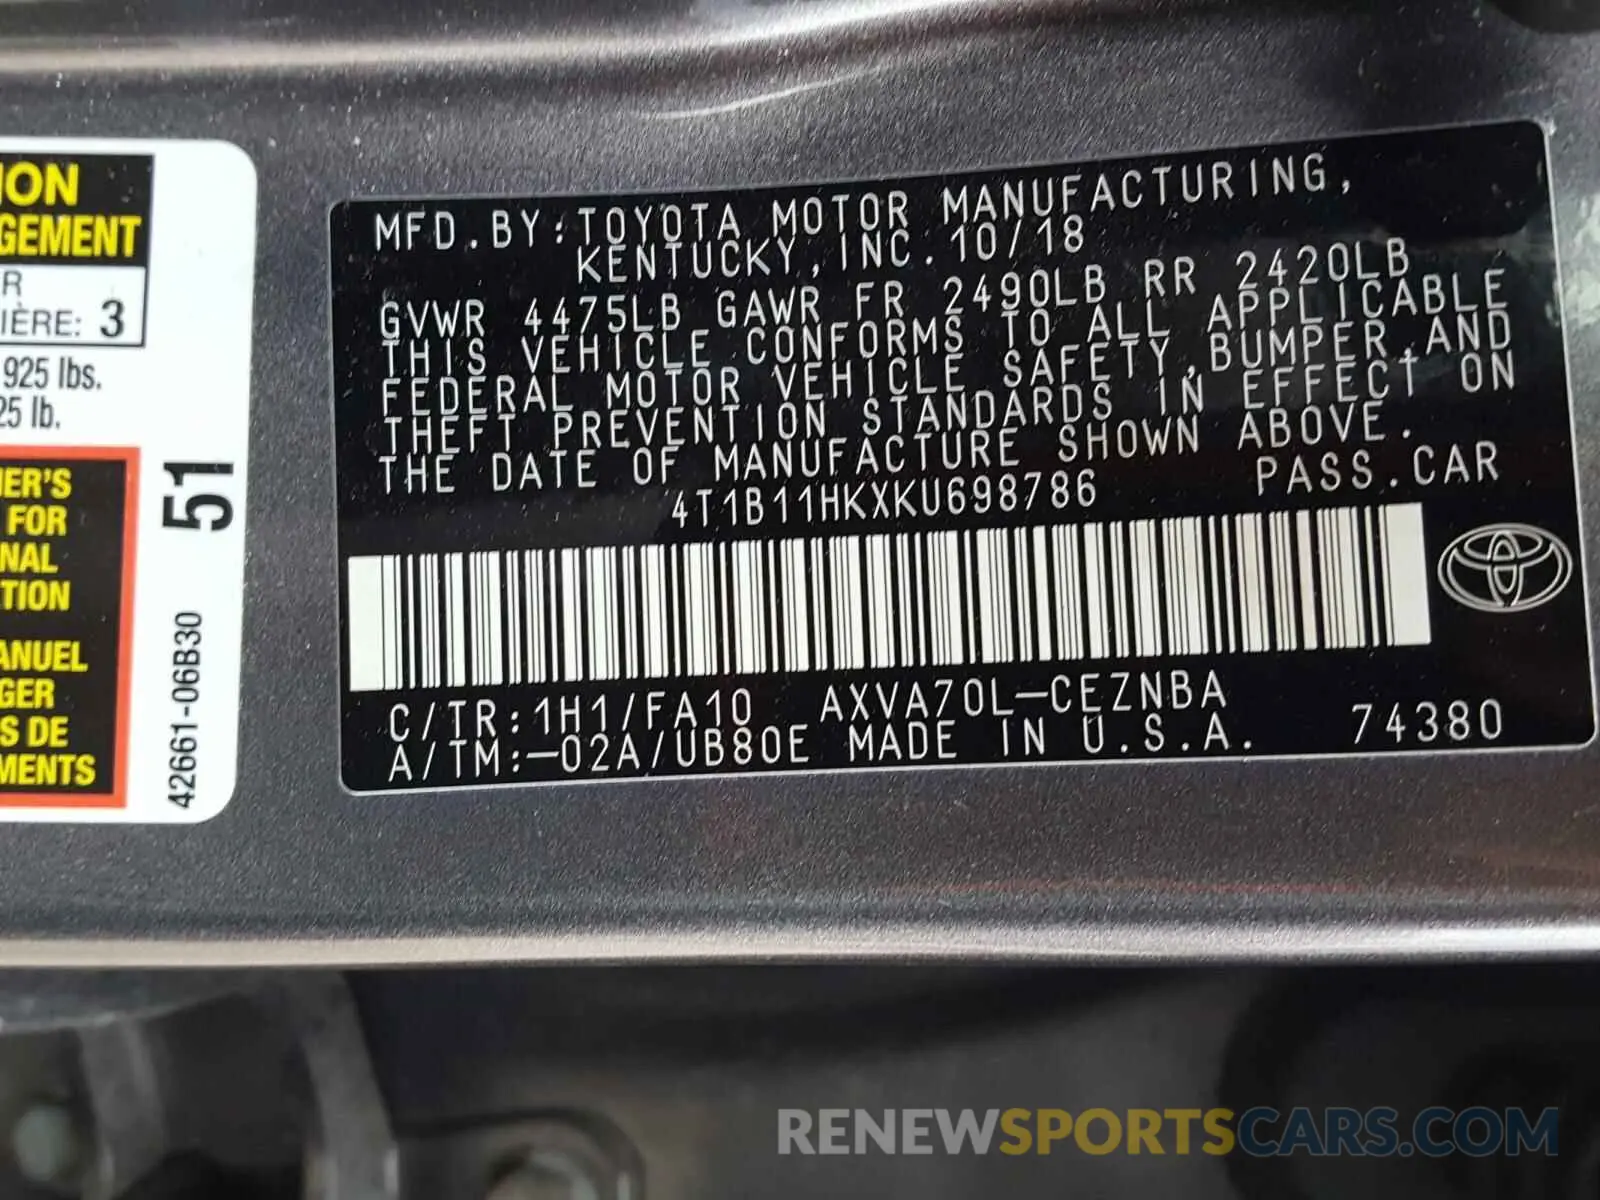 ION
GEMENT
R
IÈRE: 3
925 lbs.
25 lb.
IER'S
FOR
NAL
TION
ANUEL
GER
S DE
MENTS
51
42661-06B30
MFD.BY:TOYOTA MOTOR MANUFACTURING,
KENTUCKY,INC.10/18
GVWR 4475LB GAWR FR 2490LB RR 2420LB
THIS VEHICLE CONFORMS TO ALL APPLICABLE
FEDERAL MOTOR VEHICLE SAFETY,BUMPER,AND
THEFT PREVENTION STANDARDS IN EFFECT ON
THE DATE OF MANUFACTURE SHOWN ABOVE.
4T1B11HKXKU698786 PASS.CAR
C/TR:1H1/FA10 AXVA70L-CEZNBA
A/TM:-02A/UB80E MADE IN U.S.A. 74380
RENEWSPORTSCARS.COM